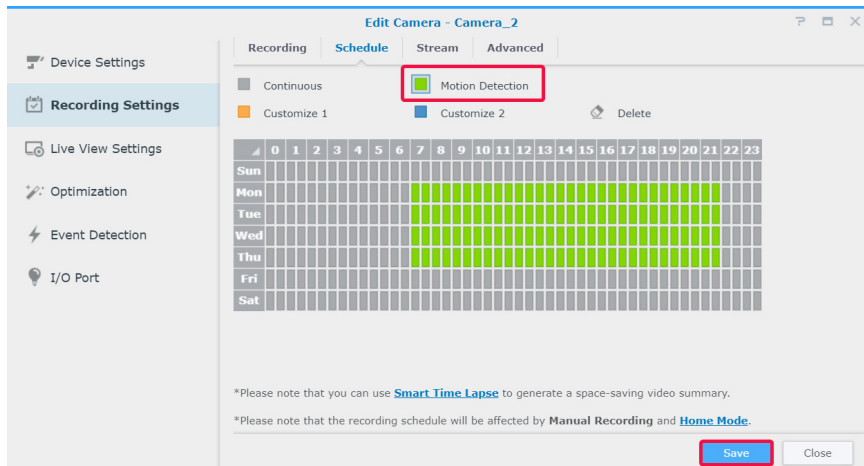 Edit Camera - Camera_2
Device Settings
Recording Settings
Live View Settings
Optimization
Event Detection
I/O Port
Recording Schedule Stream Advanced
Continuous Motion Detection
Customize 1 Customize 2 Delete
0 1 2 3 4 5 6 7 8 9 10 11 12 13 14 15 16 17 18 19 20 21 22 23
Sun
Mon
Tue
Wed
Thu
Fri
Sat
*Please note that you can use Smart Time Lapse to generate a space-saving video summary.
*Please note that the recording schedule will be affected by Manual Recording and Home Mode.
Save Close